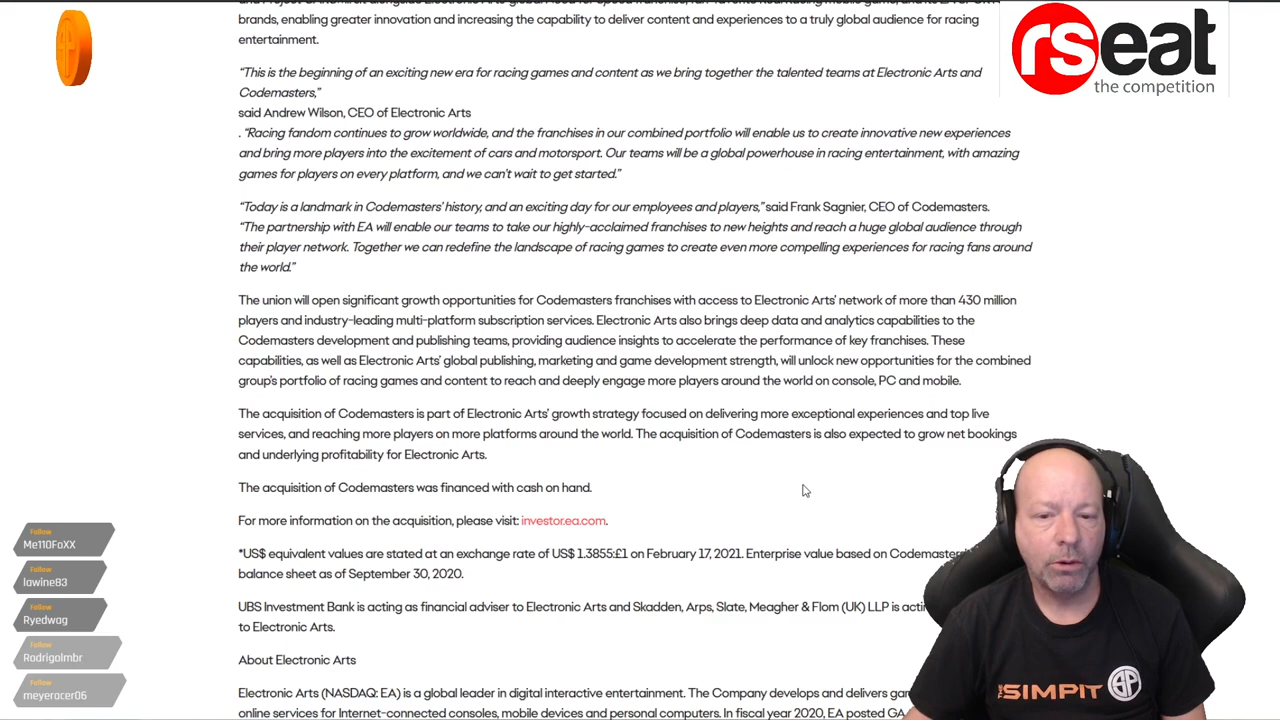 brands, enabling greater innovation and increasing the capability to deliver content and experiences to a truly global audience for racing
entertainment.
“This is the beginning of an exciting new era for racing games and content as we bring together the talented teams at Electronic Arts and
Codemasters,”
said Andrew Wilson, CEO of Electronic Arts
. “Racing fandom continues to grow worldwide, and the franchises in our combined portfolio will enable us to create innovative new experiences
and bring more players into the excitement of cars and motorsport. Our teams will be a global powerhouse in racing entertainment, with amazing
games for players on every platform, and we can't wait to get started.”
“Today is a landmark in Codemasters' history, and an exciting day for our employees and players,” said Frank Sagnier, CEO of Codemasters.
“The partnership with EA will enable our teams to take our highly-acclaimed franchises to new heights and reach a huge global audience through
their player network. Together we can redefine the landscape of racing games to create even more compelling experiences for racing fans around
the world.”
The union will open significant growth opportunities for Codemasters franchises with access to Electronic Arts' network of more than 430 million
players and industry-leading multi-platform subscription services. Electronic Arts also brings deep data and analytics capabilities to the
Codemasters development and publishing teams, providing audience insights to accelerate the performance of key franchises. These
capabilities, as well as Electronic Arts' global publishing, marketing and game development strength, will unlock new opportunities for the combined
group's portfolio of racing games and content to reach and deeply engage more players around the world on console, PC and mobile.
The acquisition of Codemasters is part of Electronic Arts' growth strategy focused on delivering more exceptional experiences and top live
services, and reaching more players on more platforms around the world. The acquisition of Codemasters is also expected to grow net bookings
and underlying profitability for Electronic Arts.
The acquisition of Codemasters was financed with cash on hand.
For more information on the acquisition, please visit: investor.ea.com.
*US$ equivalent values are stated at an exchange rate of US$ 1.3855:£1 on February 17, 2021. Enterprise value based on Codemasters
balance sheet as of September 30, 2020.
UBS Investment Bank is acting as financial adviser to Electronic Arts and Skadden, Arps, Slate, Meagher & Flom (UK) LLP is
to Electronic Arts.
About Electronic Arts
Electronic Arts (NASDAQ: EA) is a global leader in digital interactive entertainment. The Company develops and delivers
online services for Internet-connected consoles, mobile devices and personal computers. In fiscal year 2020, EA posted GA
rseat
the competition
Follow
Me110FoXX
Follow
lawine83
Follow
Ryedwag
Follow
Rodrigolmbr
Follow
meyeracer06
THE SIMPIT